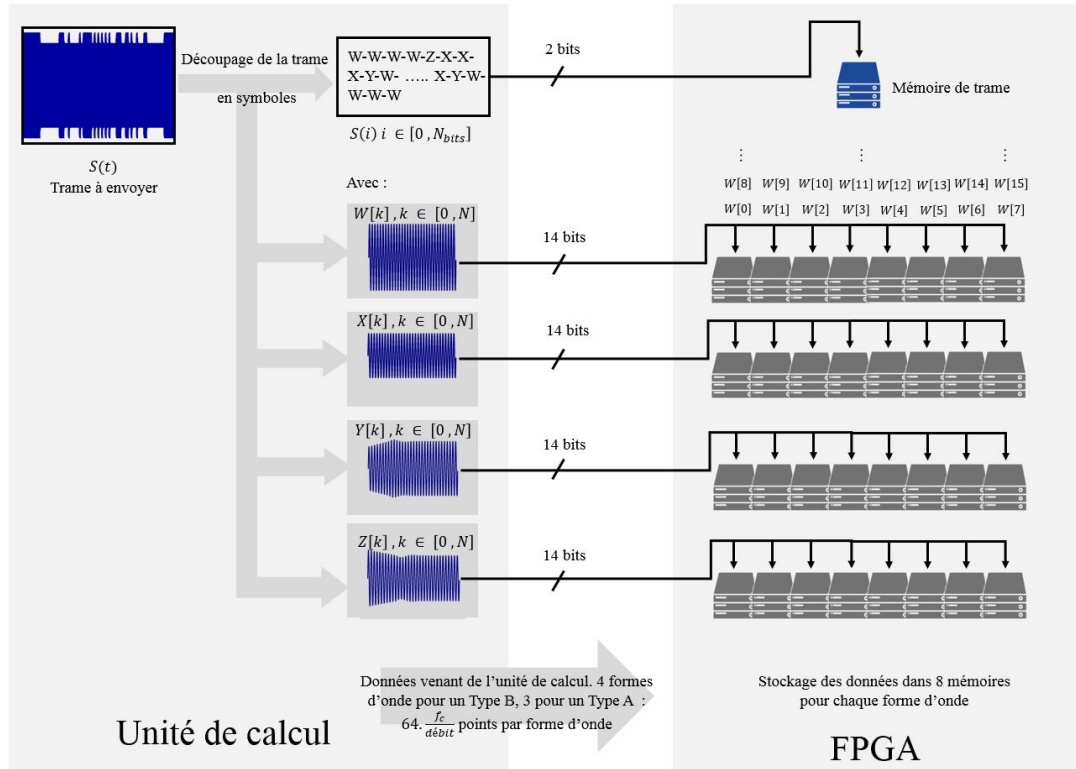 Découpage de la trame
en symboles
W-W-W-W-Z-X-X-
X-Y-W- ..... X-Y-W-
W-W-W
2 bits
Mémoire de trame
S(t)
Trame à envoyer
S(i) i ∈ [0 , N_bits]
Avec :
⋮ ⋮ ⋮
W[8] W[9] W[10] W[11] W[12] W[13] W[14] W[15]
W[0] W[1] W[2] W[3] W[4] W[5] W[6] W[7]
W[k] , k ∈ [0 , N]
14 bits
X[k] , k ∈ [0 , N]
14 bits
Y[k] , k ∈ [0 , N]
14 bits
Z[k] , k ∈ [0 , N]
14 bits
Données venant de l’unité de calcul. 4 formes
d’onde pour un Type B, 3 pour un Type A :
64. f_c/débit points par forme d’onde
Stockage des données dans 8 mémoires
pour chaque forme d’onde
Unité de calcul
FPGA